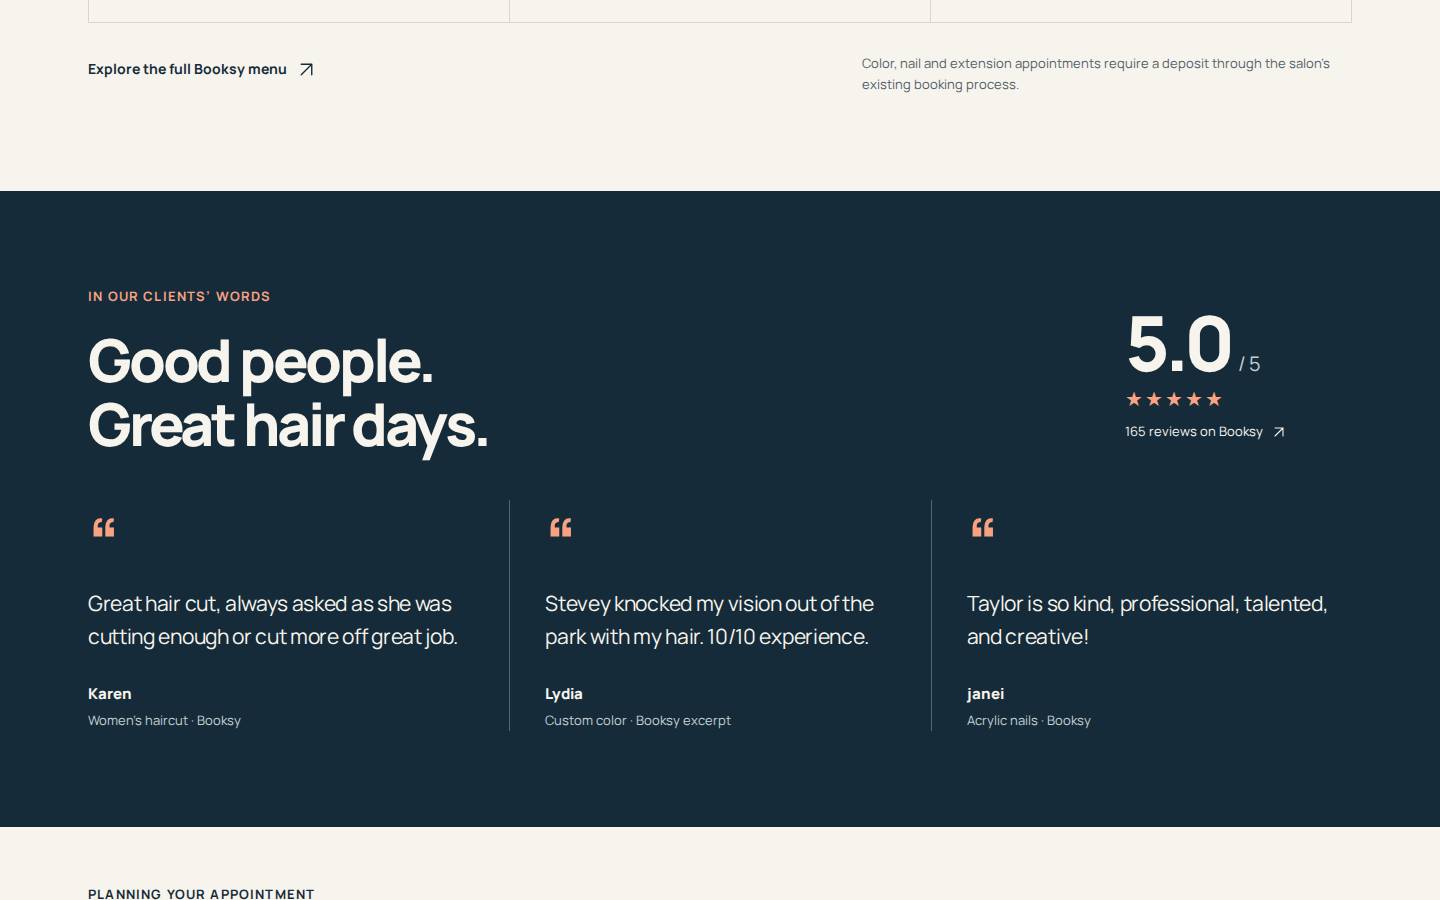 Explore the full Booksy menu
Color, nail and extension appointments require a deposit through the salon's
existing booking process.
IN OUR CLIENTS' WORDS
Good people.
Great hair days.
5.0 / 5
★★★★★
165 reviews on Booksy
“
Great hair cut, always asked as she was
cutting enough or cut more off great job.
Karen
Women's haircut · Booksy
“
Stevey knocked my vision out of the
park with my hair. 10/10 experience.
Lydia
Custom color · Booksy excerpt
“
Taylor is so kind, professional, talented,
and creative!
janei
Acrylic nails · Booksy
PLANNING YOUR APPOINTMENT